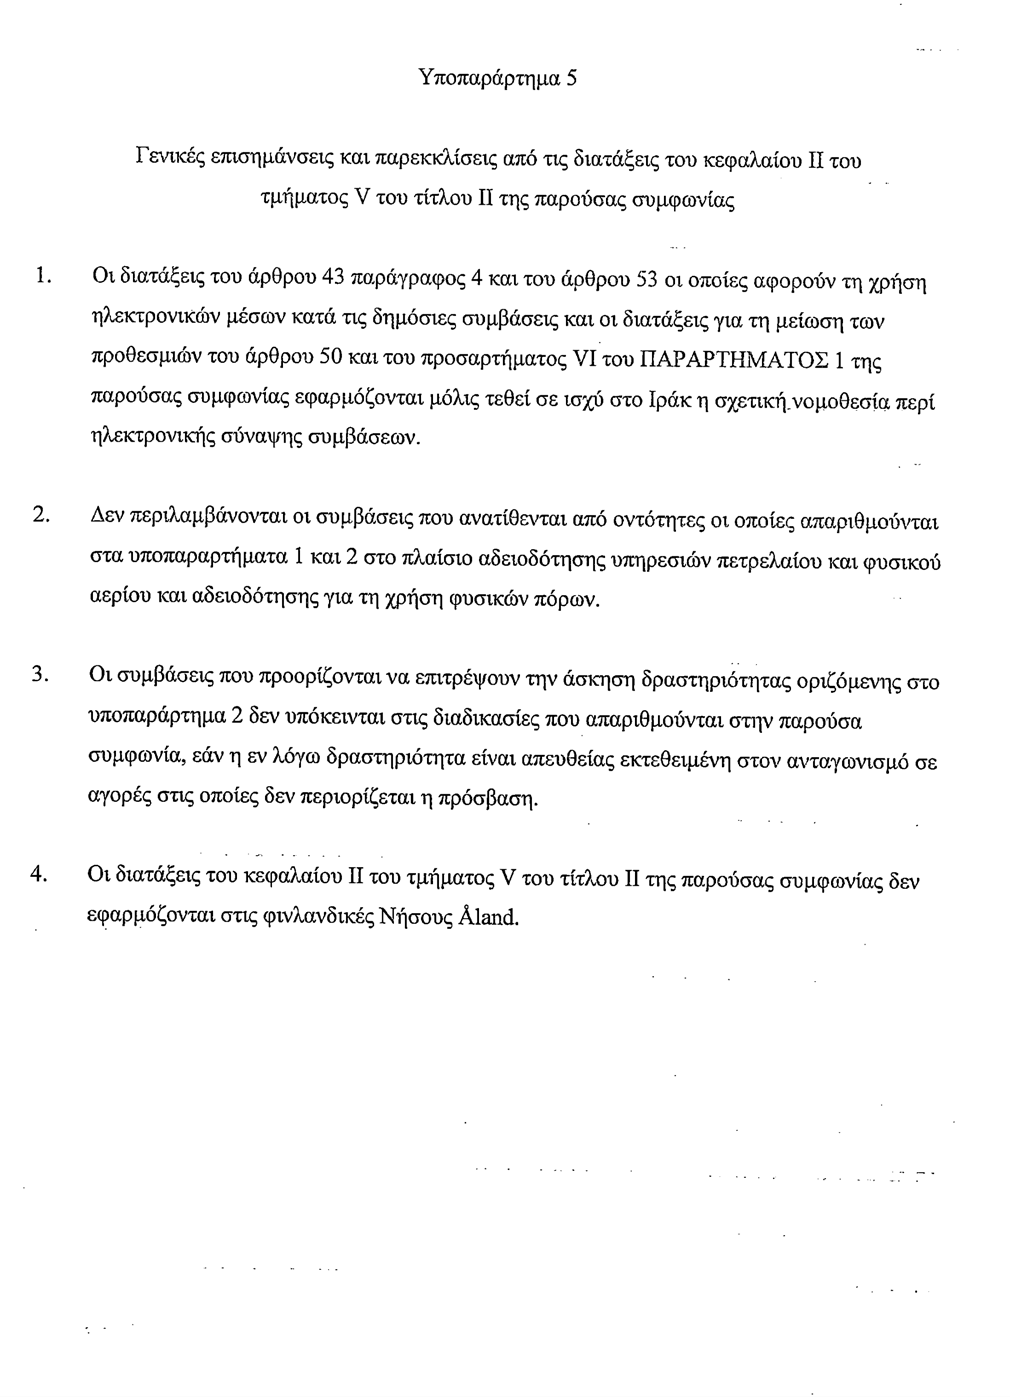 Υποπαράρτημα 5
Γενικές επισημάνσεις και παρεκκλίσεις από τις διατάξεις του κεφαλαίου II του
τμήματος V του τίτλου II της παρούσας συμφωνίας
1. Οι διατάξεις του άρθρου 43 παράγραφος 4 και του άρθρου 53 οι οποίες αφορούν τη χρήση
ηλεκτρονικών μέσων κατά τις δημόσιες συμβάσεις και οι διατάξεις για τη μείωση των
προθεσμιών του άρθρου 50 και του προσαρτήματος VI του ΠΑΡΑΡΤΗΜΑΤΟΣ 1 της
παρούσας συμφωνίας εφαρμόζονται μόλις τεθεί σε ισχύ στο Ιράκ η σχετική νομοθεσία περί
ηλεκτρονικής σύναψης συμβάσεων.
2. Δεν περιλαμβάνονται οι συμβάσεις που ανατίθενται από οντότητες οι οποίες απαριθμούνται
στα υποπαραρτήματα 1 και 2 στο πλαίσιο αδειοδότησης υπηρεσιών πετρελαίου και φυσικού
αερίου και αδειοδότησης για τη χρήση φυσικών πόρων.
3. Οι συμβάσεις που προορίζονται να επιτρέψουν την άσκηση δραστηριότητας οριζόμενης στο
υποπαράρτημα 2 δεν υπόκεινται στις διαδικασίες που απαριθμούνται στην παρούσα
συμφωνία, εάν η εν λόγω δραστηριότητα είναι απευθείας εκτεθειμένη στον ανταγωνισμό σε
αγορές στις οποίες δεν περιορίζεται η πρόσβαση.
4. Οι διατάξεις του κεφαλαίου II του τμήματος V του τίτλου II της παρούσας συμφωνίας δεν
εφαρμόζονται στις φινλανδικές Νήσους Åland.